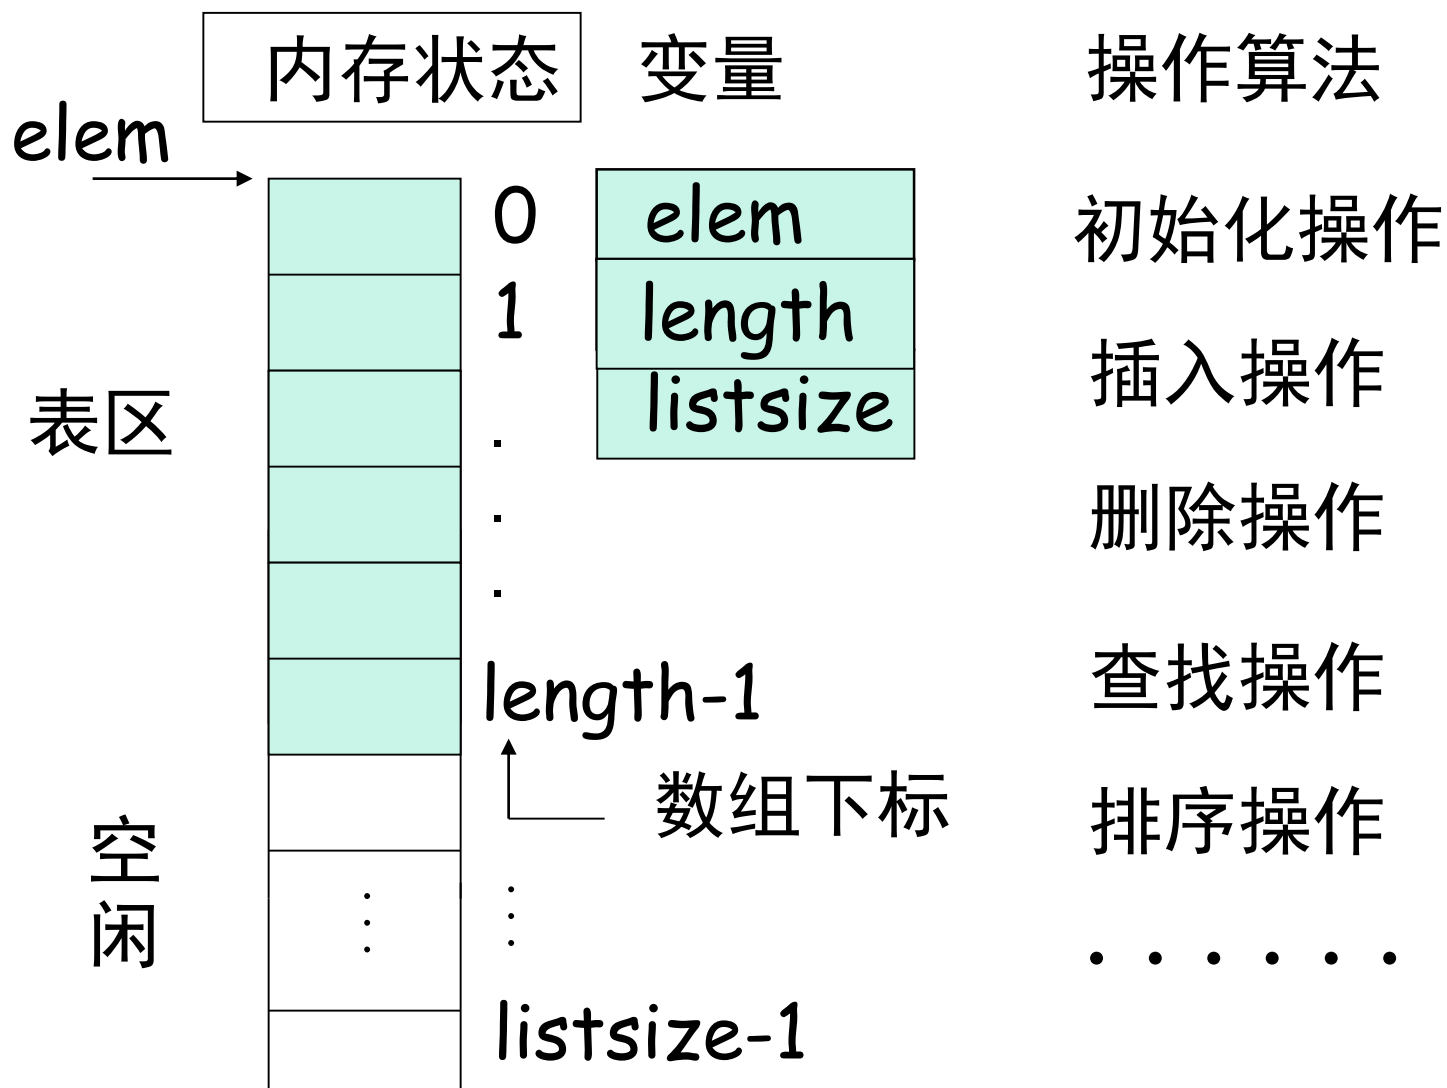 内存状态 变量 操作算法
elem
0 elem 初始化操作
1 length 插入操作
表区 . listsize
. 删除操作
.
length-1 查找操作
数组下标 排序操作
空
闲
. . . . . .
listsize-1